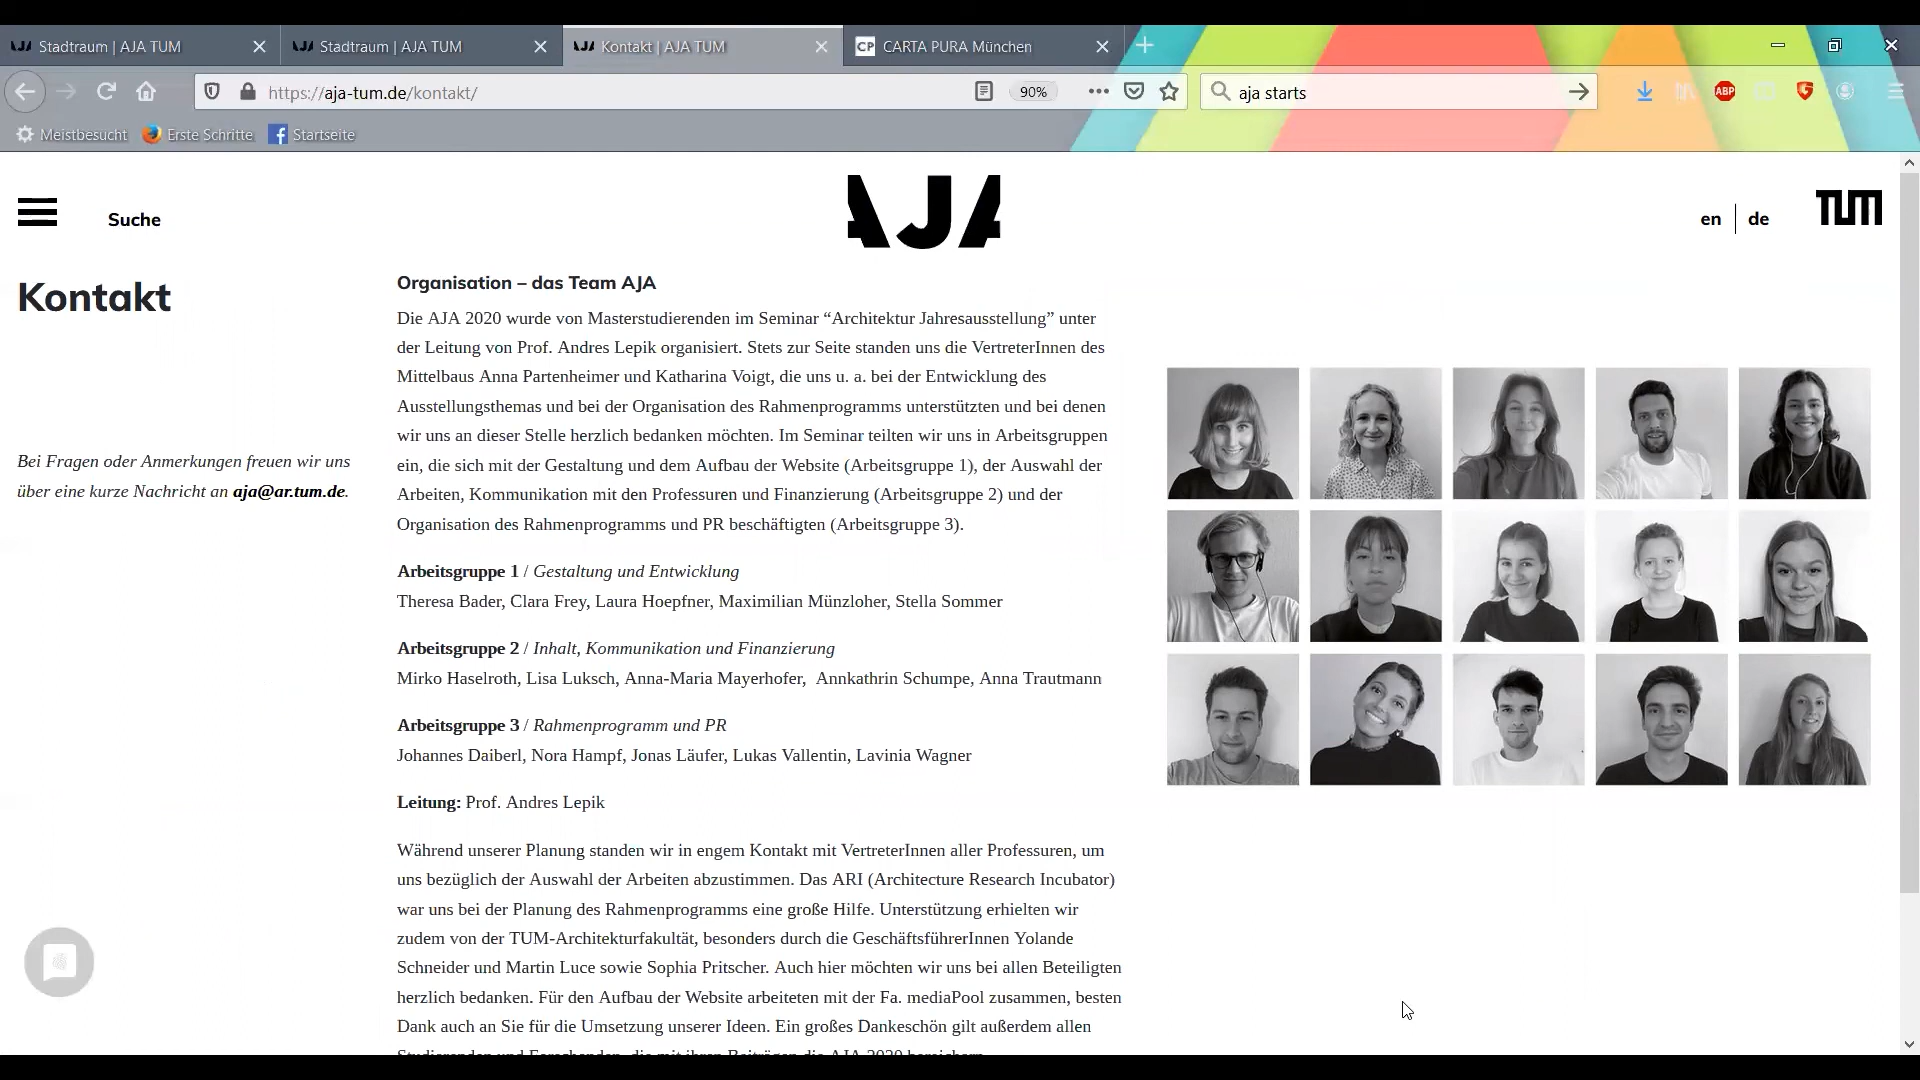 Stadtraum | AJA TUM
Stadtraum | AJA TUM
Kontakt | AJA TUM
CP CARTA PURA München
https://aja-tum.de/kontakt/
90%
aja starts
ABP
Meistbesucht
Erste Schritte
Startseite
Suche
AJA
en | de
TUM
Kontakt
Bei Fragen oder Anmerkungen freuen wir uns
über eine kurze Nachricht an aja@ar.tum.de.
Organisation – das Team AJA
Die AJA 2020 wurde von Masterstudierenden im Seminar “Architektur Jahresausstellung” unter
der Leitung von Prof. Andres Lepik organisiert. Stets zur Seite standen uns die VertreterInnen des
Mittelbaus Anna Partenheimer und Katharina Voigt, die uns u. a. bei der Entwicklung des
Ausstellungsthemas und bei der Organisation des Rahmenprogramms unterstützten und bei denen
wir uns an dieser Stelle herzlich bedanken möchten. Im Seminar teilten wir uns in Arbeitsgruppen
ein, die sich mit der Gestaltung und dem Aufbau der Website (Arbeitsgruppe 1), der Auswahl der
Arbeiten, Kommunikation mit den Professuren und Finanzierung (Arbeitsgruppe 2) und der
Organisation des Rahmenprogramms und PR beschäftigten (Arbeitsgruppe 3).
Arbeitsgruppe 1 / Gestaltung und Entwicklung
Theresa Bader, Clara Frey, Laura Hoepfner, Maximilian Münzloher, Stella Sommer
Arbeitsgruppe 2 / Inhalt, Kommunikation und Finanzierung
Mirko Haselroth, Lisa Luksch, Anna-Maria Mayerhofer, Annkathrin Schumpe, Anna Trautmann
Arbeitsgruppe 3 / Rahmenprogramm und PR
Johannes Daiberl, Nora Hampf, Jonas Läufer, Lukas Vallentin, Lavinia Wagner
Leitung: Prof. Andres Lepik
Während unserer Planung standen wir in engem Kontakt mit VertreterInnen aller Professuren, um
uns bezüglich der Auswahl der Arbeiten abzustimmen. Das ARI (Architecture Research Incubator)
war uns bei der Planung des Rahmenprogramms eine große Hilfe. Unterstützung erhielten wir
zudem von der TUM-Architekturfakultät, besonders durch die GeschäftsführerInnen Yolande
Schneider und Martin Luce sowie Sophia Pritscher. Auch hier möchten wir uns bei allen Beteiligten
herzlich bedanken. Für den Aufbau der Website arbeiteten mit der Fa. mediaPool zusammen, besten
Dank auch an Sie für die Umsetzung unserer Ideen. Ein großes Dankeschön gilt außerdem allen
Studierenden und Forschenden, die mit ihren Beiträgen die AJA 2020 bereichern.